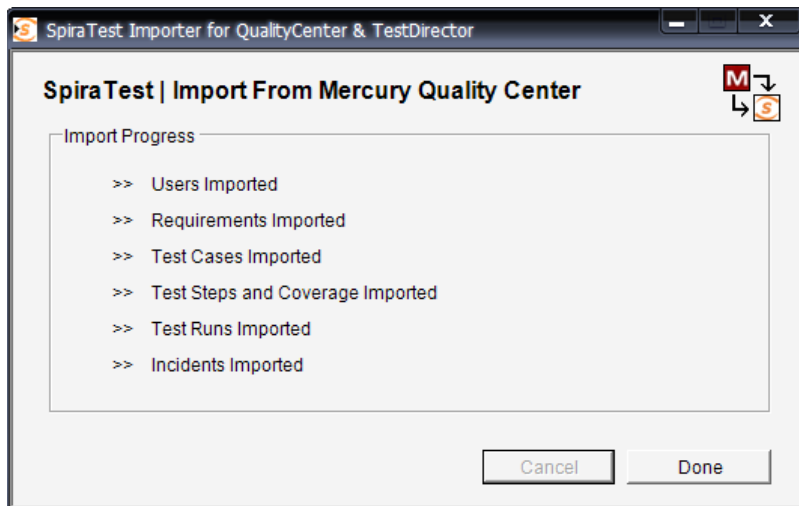 SpiraTest Importer for QualityCenter & TestDirector
SpiraTest | Import From Mercury Quality Center
M
S
Import Progress
>> Users Imported
>> Requirements Imported
>> Test Cases Imported
>> Test Steps and Coverage Imported
>> Test Runs Imported
>> Incidents Imported
Cancel Done